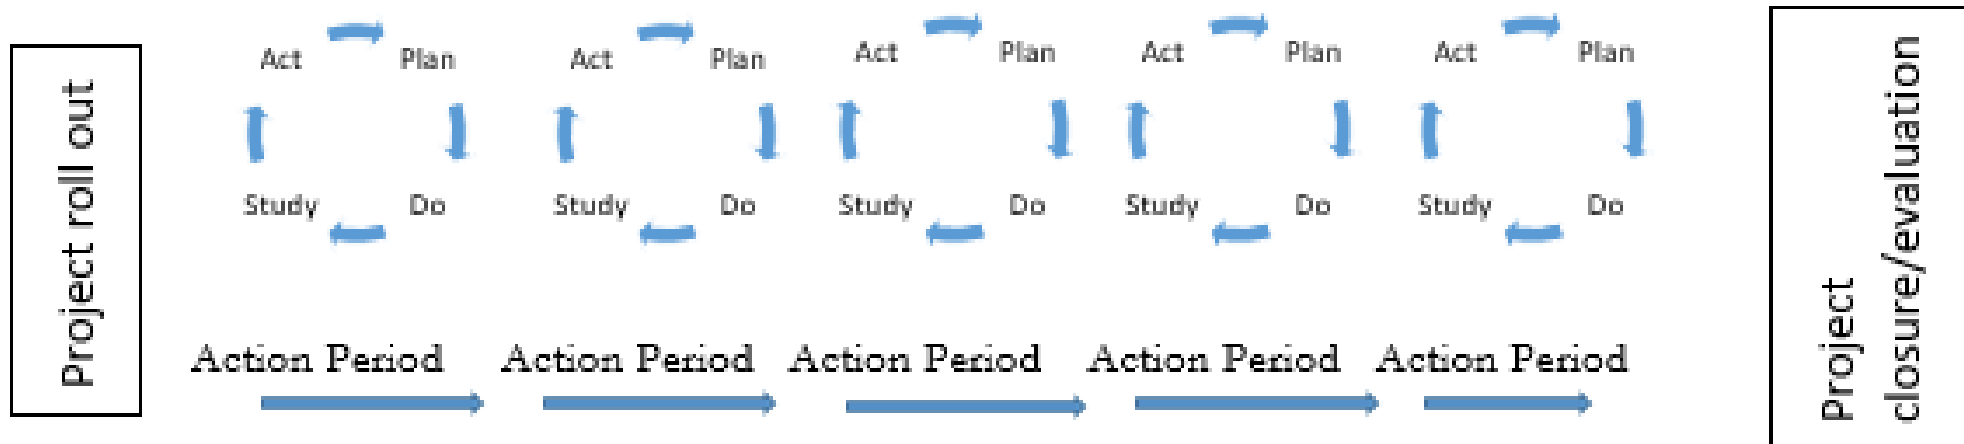 Project roll out
Act Plan
Study Do
Action Period
Act Plan
Study Do
Action Period
Act Plan
Study Do
Action Period
Act Plan
Study Do
Action Period
Act Plan
Study Do
Action Period
Project
closure/evaluation